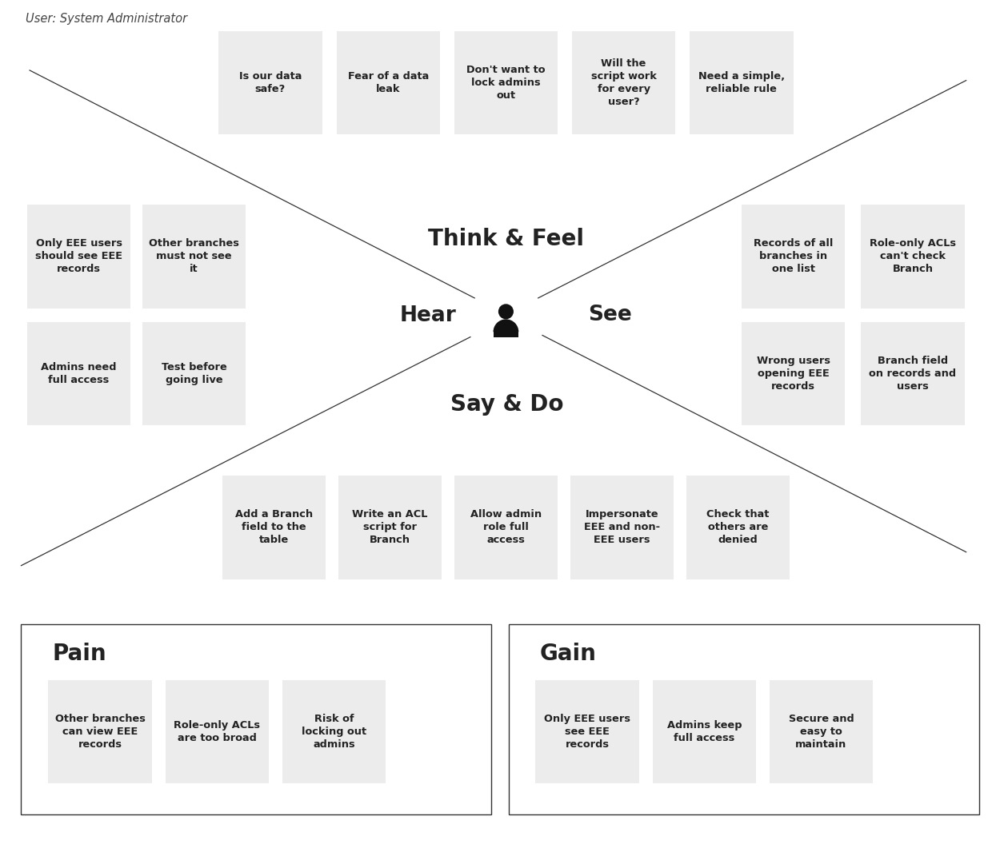 User: System Administrator
Is our data
safe?
Fear of a data
leak
Don't want to
lock admins
out
Will the
script work
for every
user?
Need a simple,
reliable rule
Think & Feel
Only EEE users
should see EEE
records
Other branches
must not see
it
Admins need
full access
Test before
going live
Hear
See
Records of all
branches in
one list
Role-only ACLs
can't check
Branch
Wrong users
opening EEE
records
Branch field
on records and
users
Say & Do
Add a Branch
field to the
table
Write an ACL
script for
Branch
Allow admin
role full
access
Impersonate
EEE and non-
EEE users
Check that
others are
denied
Pain
Other branches
can view EEE
records
Role-only ACLs
are too broad
Risk of
locking out
admins
Gain
Only EEE users
see EEE
records
Admins keep
full access
Secure and
easy to
maintain